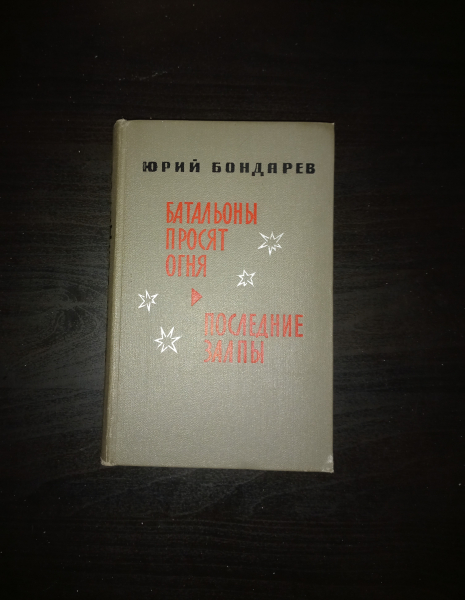 ЮРИЙ БОНДАРЕВ
БАТАЛЬОНЫ
ПРОСЯТ
ОГНЯ
ПОСЛЕДНИЕ
ЗАЛПЫ